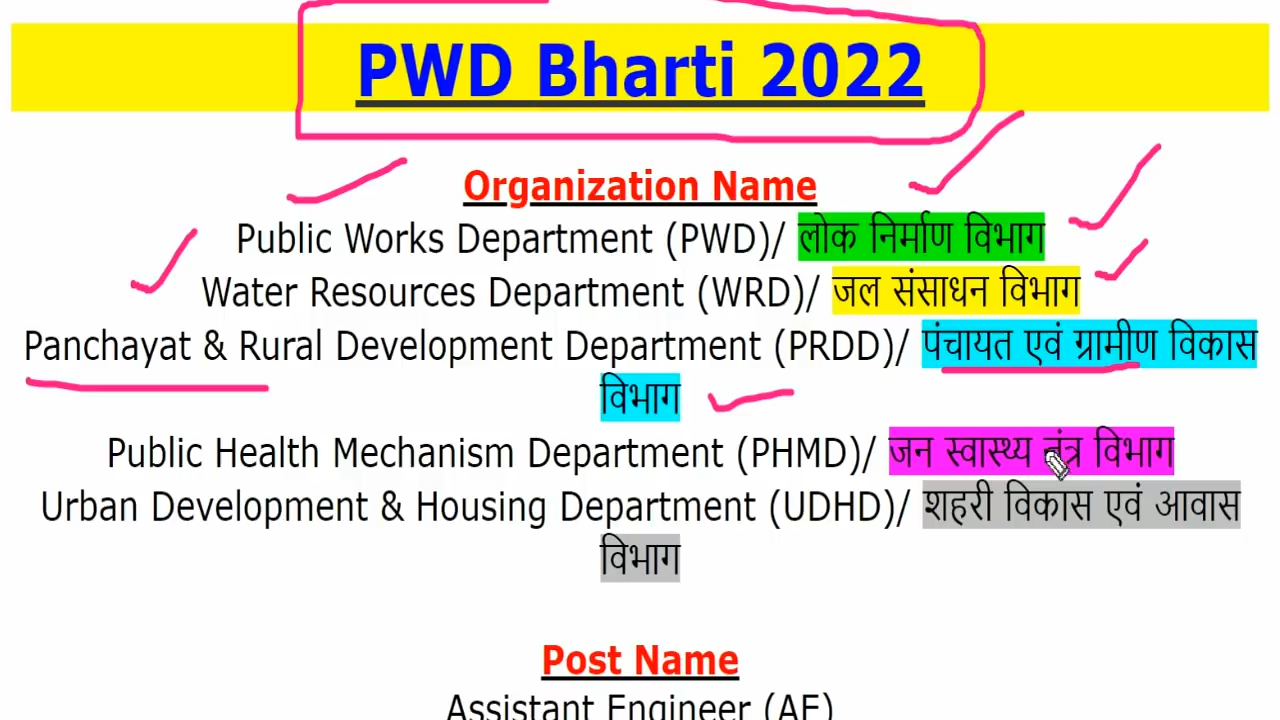 PWD Bharti 2022
Organization Name
Public Works Department (PWD)/ लोक निर्माण विभाग
Water Resources Department (WRD)/ जल संसाधन विभाग
Panchayat & Rural Development Department (PRDD)/ पंचायत एवं ग्रामीण विकास
विभाग
Public Health Mechanism Department (PHMD)/ जन स्वास्थ्य तंत्र विभाग
Urban Development & Housing Department (UDHD)/ शहरी विकास एवं आवास
विभाग
Post Name
Assistant Engineer (AE)